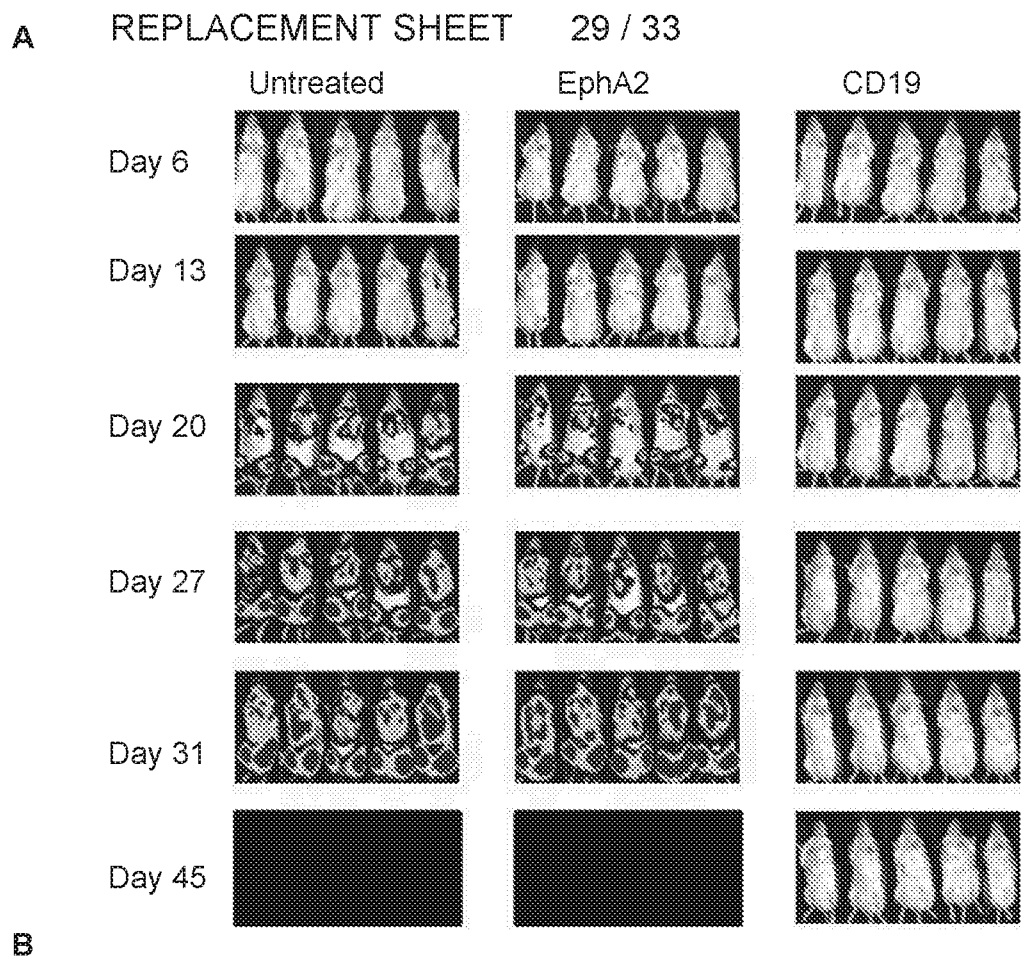 A REPLACEMENT SHEET 29 / 33
Untreated EphA2 CD19
Day 6
Day 13
Day 20
Day 27
Day 31
Day 45
B